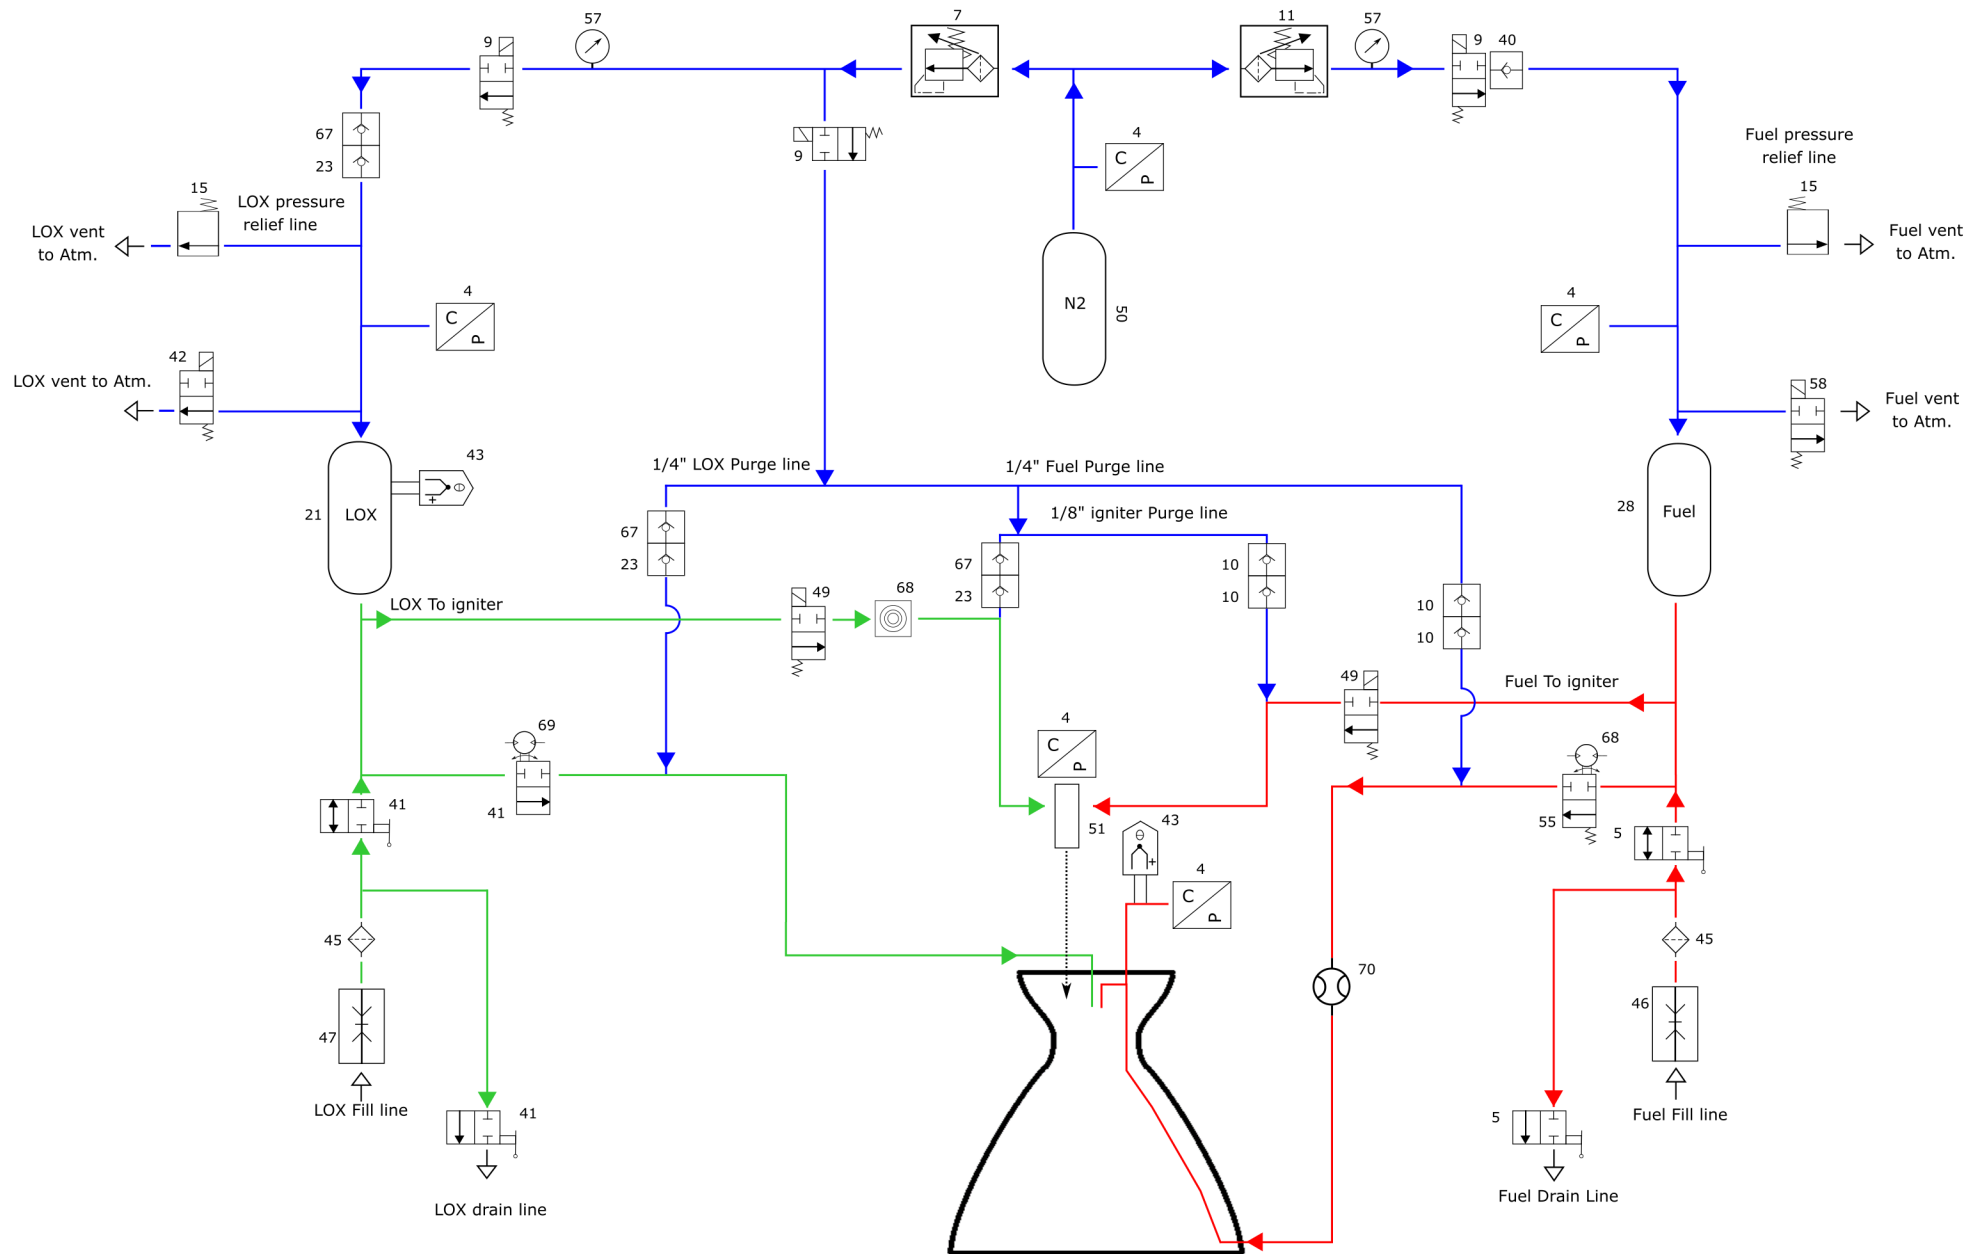 57
7
11
57
9
9
40
67
23
9
4
C
P
Fuel pressure
relief line
15
LOX pressure
relief line
15
LOX vent
to Atm.
Fuel vent
to Atm.
4
C
P
N2
50
4
C
P
42
LOX vent to Atm.
58
Fuel vent
to Atm.
43
θ
+
21
LOX
1/4" LOX Purge line
1/4" Fuel Purge line
28
Fuel
1/8" igniter Purge line
67
23
67
23
10
10
10
10
LOX To igniter
49
68
49
Fuel To igniter
69
41
4
C
P
68
55
41
51
43
θ
+
5
4
C
P
45
45
70
47
46
LOX Fill line
41
5
Fuel Fill line
LOX drain line
Fuel Drain Line